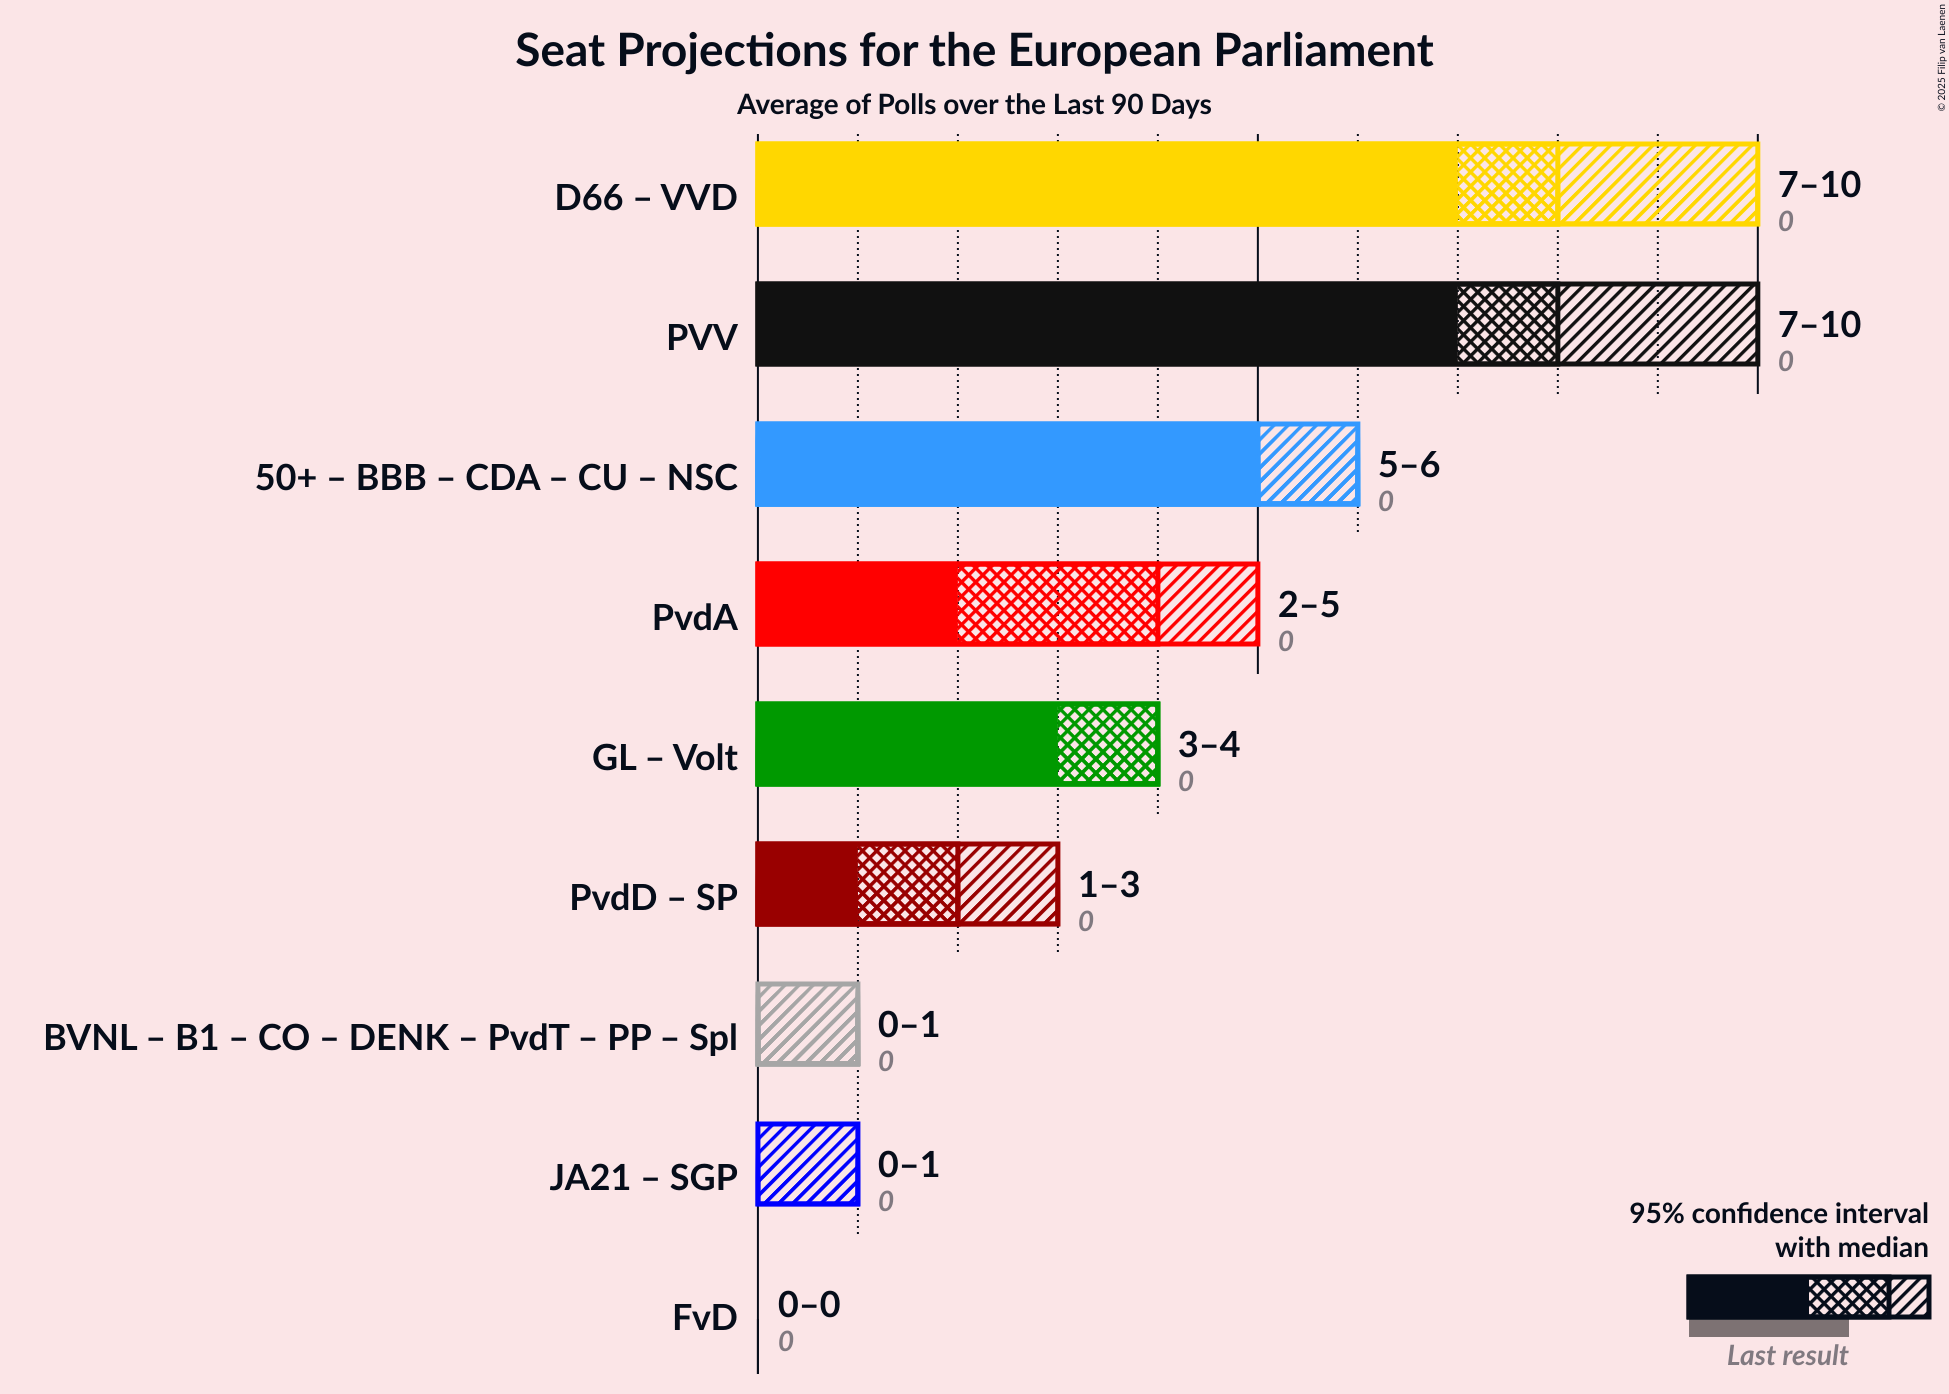 Seat Projections for the European Parliament
Average of Polls over the Last 90 Days
© 2025 Filip van Laenen
D66 – VVD
7–10
0
PVV
7–10
0
50+ – BBB – CDA – CU – NSC
5–6
0
PvdA
2–5
0
GL – Volt
3–4
0
PvdD – SP
1–3
0
BVNL – B1 – CO – DENK – PvdT – PP – Spl
0–1
0
JA21 – SGP
0–1
0
FvD
0–0
0
95% confidence interval
with median
Last result